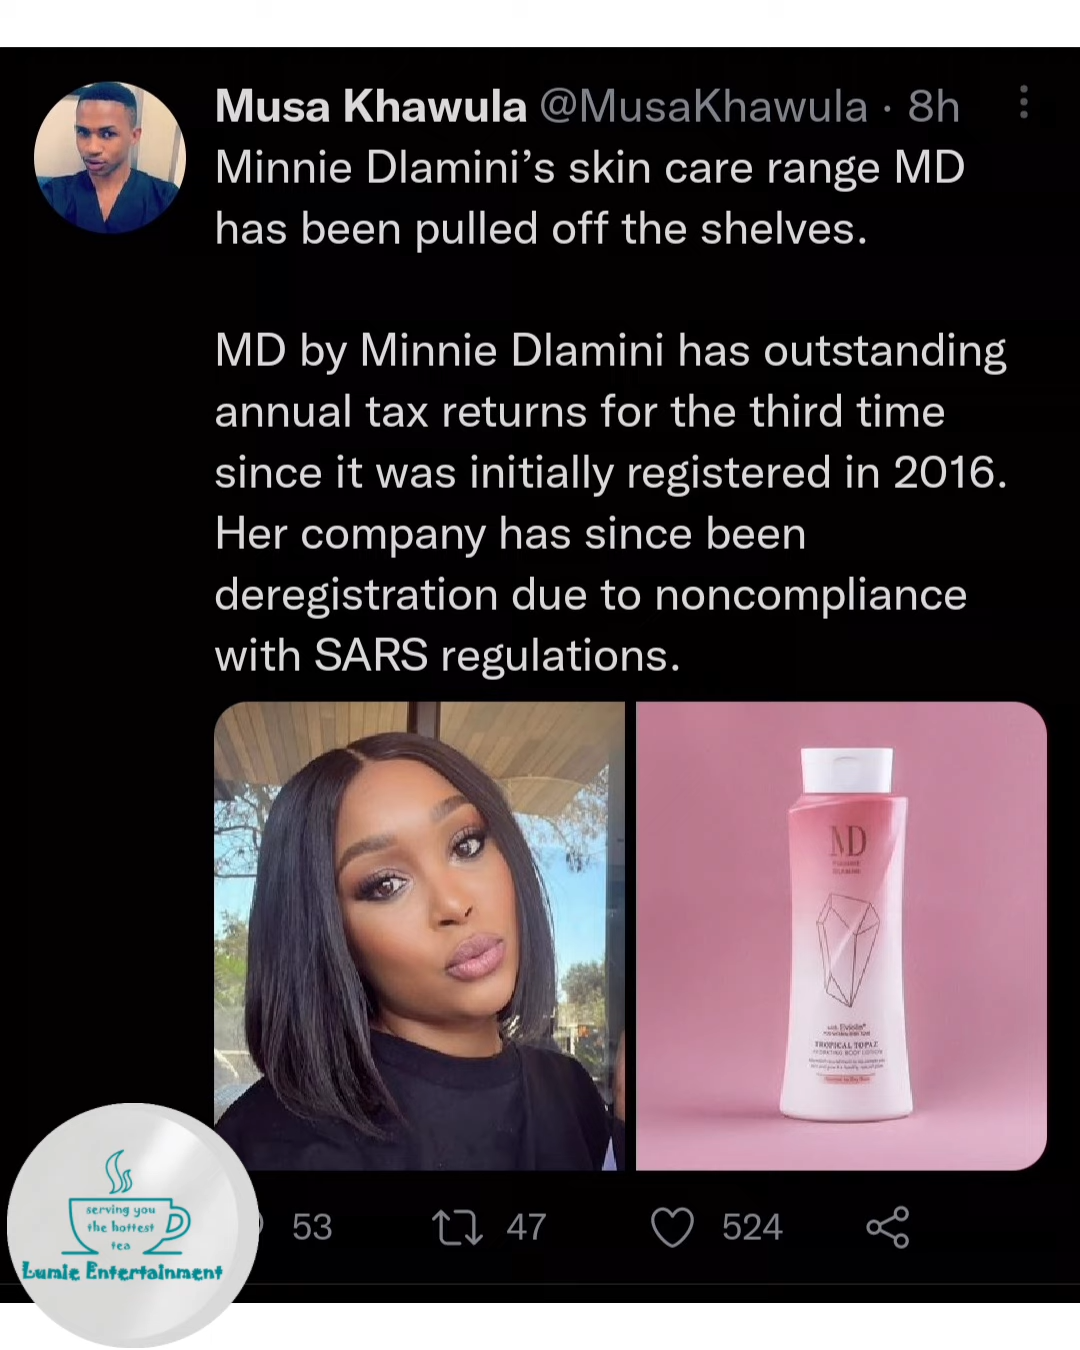 Musa Khawula @MusaKhawula · 8h
Minnie Dlamini’s skin care range MD
has been pulled off the shelves.
MD by Minnie Dlamini has outstanding
annual tax returns for the third time
since it was initially registered in 2016.
Her company has since been
deregistration due to noncompliance
with SARS regulations.
MD
TROPICAL TOPAZ
HYDRATING BODY LOTION
53
47
524
serving you
the hottest
tea
Lumie Entertainment